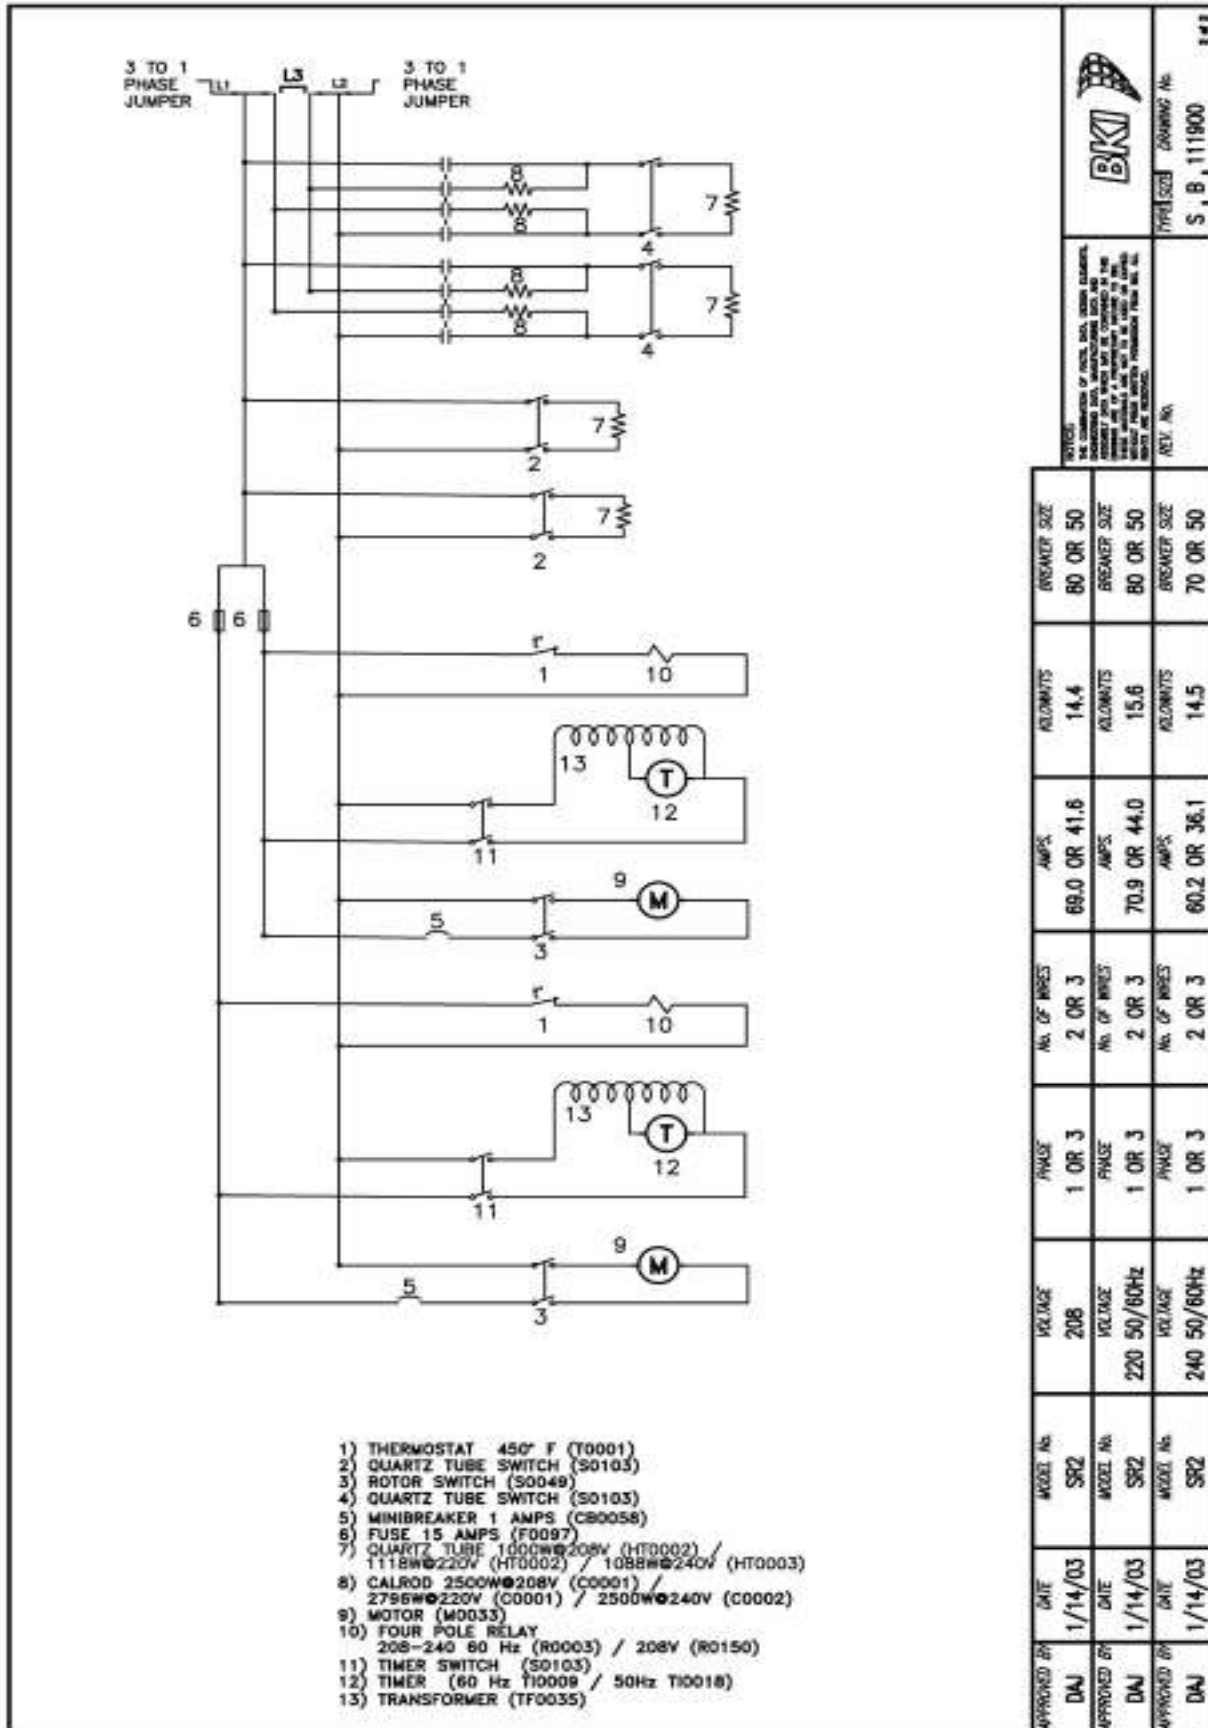 3 TO 1
PHASE
JUMPER
L1
L3
L2
3 TO 1
PHASE
JUMPER
8
8
7
4
8
8
7
4
7
2
7
2
6
6
r
1
10
13
T
12
11
9
M
5
3
r
1
10
13
T
12
11
9
M
5
3
1) THERMOSTAT 450° F (T0001)
2) QUARTZ TUBE SWITCH (S0103)
3) ROTOR SWITCH (S0049)
4) QUARTZ TUBE SWITCH (S0103)
5) MINIBREAKER 1 AMPS (CB0058)
6) FUSE 15 AMPS (F0097)
7) QUARTZ TUBE 1000W@208V (HT0002) /
1118W@220V (HT0002) / 1088W@240V (HT0003)
8) CALROD 2500W@208V (C0001) /
2796W@220V (C0001) / 2500W@240V (C0002)
9) MOTOR (M0033)
10) FOUR POLE RELAY
208-240 60 Hz (R0003) / 208V (R0150)
11) TIMER SWITCH (S0103)
12) TIMER (60 Hz TI0009 / 50Hz TI0018)
13) TRANSFORMER (TF0035)
APPROVED BY DATE MODEL No. VOLTAGE PHASE No. OF WIRES AMPS. KILOWATTS BREAKER SIZE
DAJ 1/14/03 SR2 208 1 OR 3 2 OR 3 69.0 OR 41.6 14.4 80 OR 50
APPROVED BY DATE MODEL No. VOLTAGE PHASE No. OF WIRES AMPS. KILOWATTS BREAKER SIZE
DAJ 1/14/03 SR2 220 50/60Hz 1 OR 3 2 OR 3 70.9 OR 44.0 15.6 80 OR 50
APPROVED BY DATE MODEL No. VOLTAGE PHASE No. OF WIRES AMPS. KILOWATTS BREAKER SIZE
DAJ 1/14/03 SR2 240 50/60Hz 1 OR 3 2 OR 3 60.2 OR 36.1 14.5 70 OR 50
NOTICE:
RIGHTS ARE RESERVED.
REV. No.
BKI
TYPE SIZE DRAWING No.
S B 111900